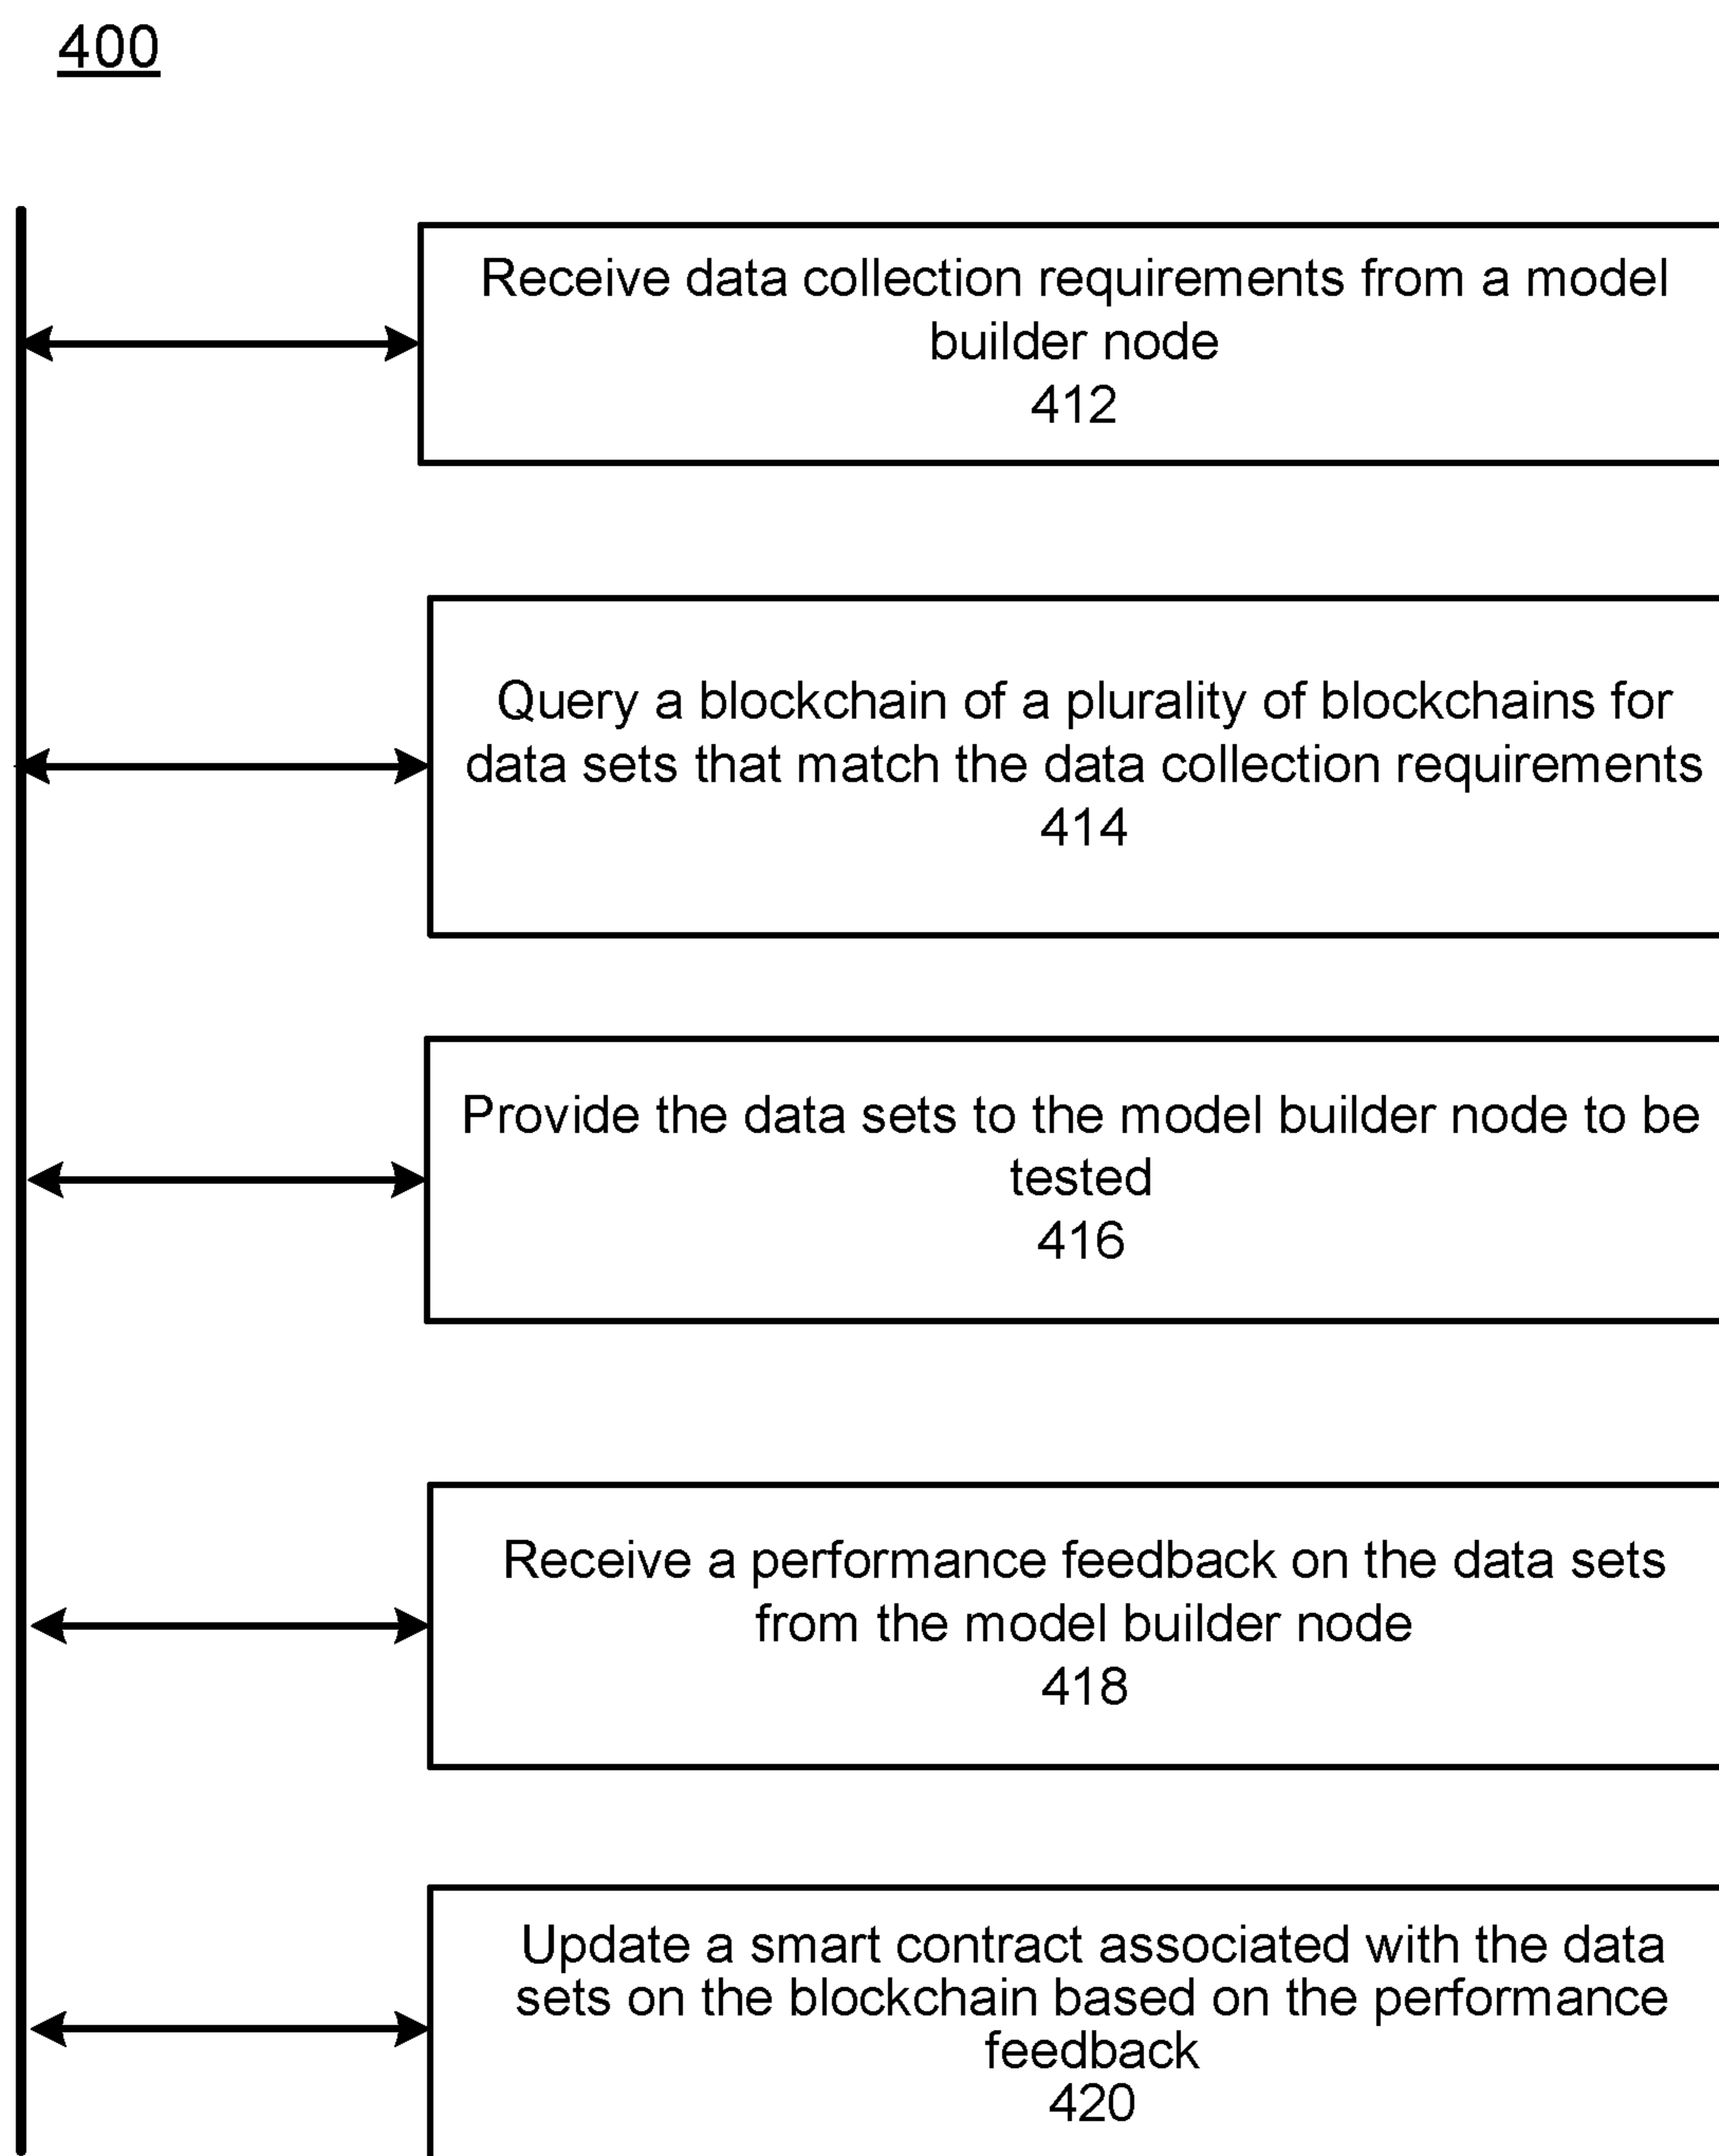 400
Receive data collection requirements from a model
builder node
412
Query a blockchain of a plurality of blockchains for
data sets that match the data collection requirements
414
Provide the data sets to the model builder node to be
tested
416
Receive a performance feedback on the data sets
from the model builder node
418
Update a smart contract associated with the data
sets on the blockchain based on the performance
feedback
420